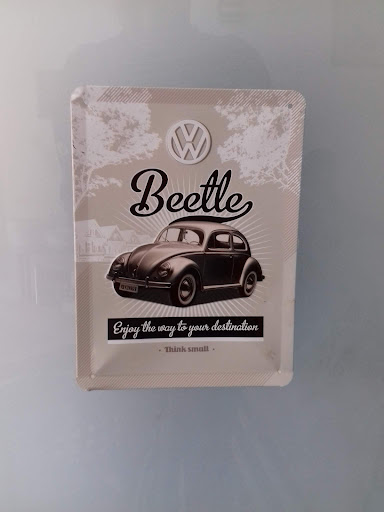 VW
Beetle
Enjoy the way to your destination
· Think small ·